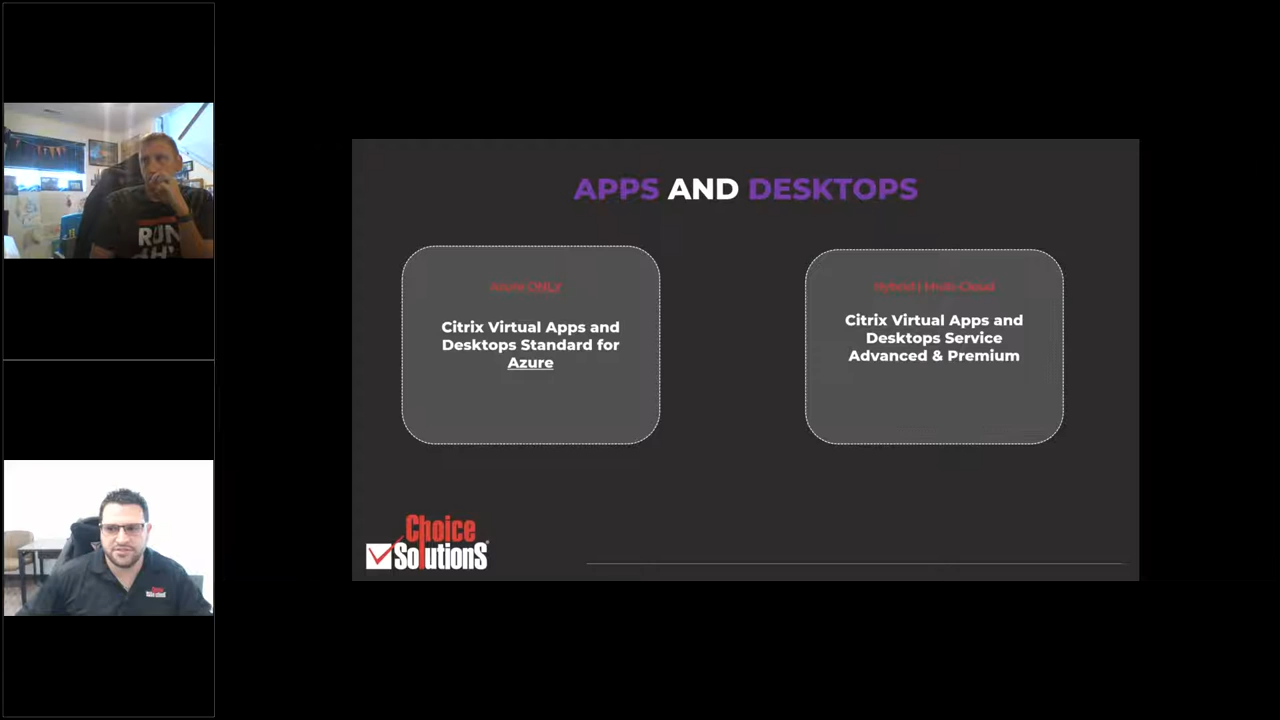 APPS AND DESKTOPS
Azure ONLY
Citrix Virtual Apps and
Desktops Standard for
Azure
Hybrid | Multi-Cloud
Citrix Virtual Apps and
Desktops Service
Advanced & Premium
Choice
Solutions
RUN